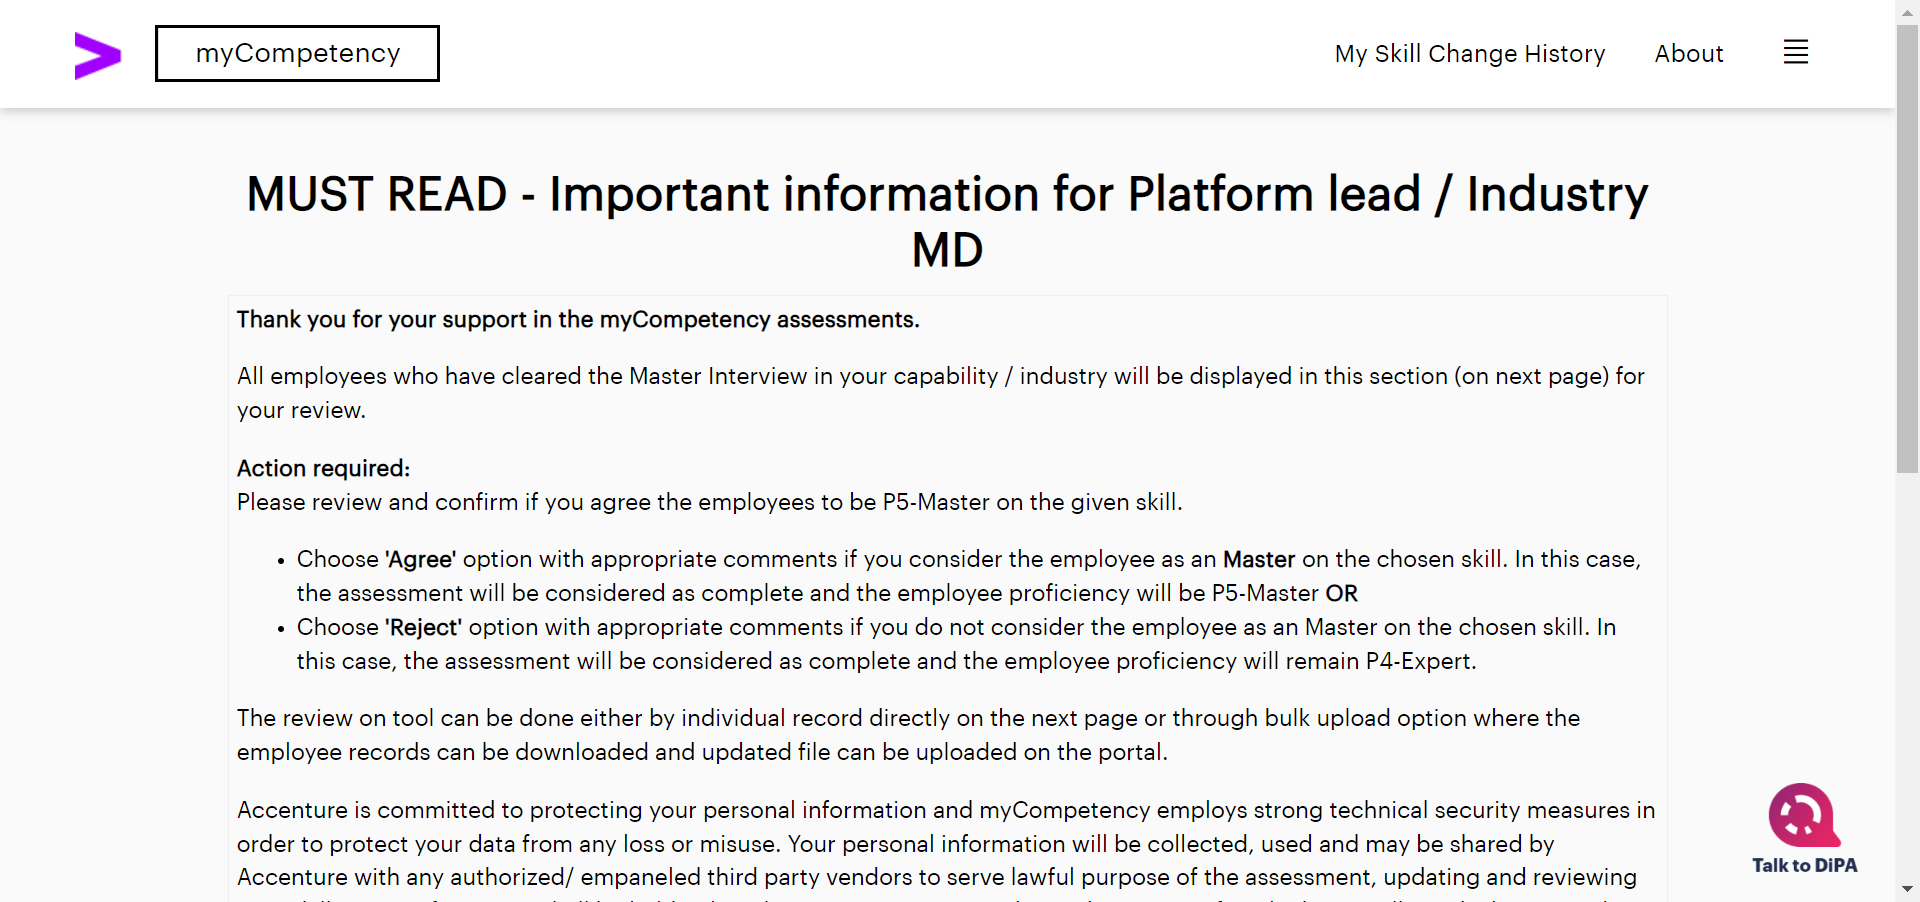 myCompetency
My Skill Change History
About
MUST READ - Important information for Platform lead / Industry
MD
Thank you for your support in the myCompetency assessments.
All employees who have cleared the Master Interview in your capability / industry will be displayed in this section (on next page) for
your review.
Action required:
Please review and confirm if you agree the employees to be P5-Master on the given skill.
• Choose 'Agree' option with appropriate comments if you consider the employee as an Master on the chosen skill. In this case,
the assessment will be considered as complete and the employee proficiency will be P5-Master OR
• Choose 'Reject' option with appropriate comments if you do not consider the employee as an Master on the chosen skill. In
this case, the assessment will be considered as complete and the employee proficiency will remain P4-Expert.
The review on tool can be done either by individual record directly on the next page or through bulk upload option where the
employee records can be downloaded and updated file can be uploaded on the portal.
Accenture is committed to protecting your personal information and myCompetency employs strong technical security measures in
order to protect your data from any loss or misuse. Your personal information will be collected, used and may be shared by
Accenture with any authorized/ empaneled third party vendors to serve lawful purpose of the assessment, updating and reviewing
Talk to DiPA